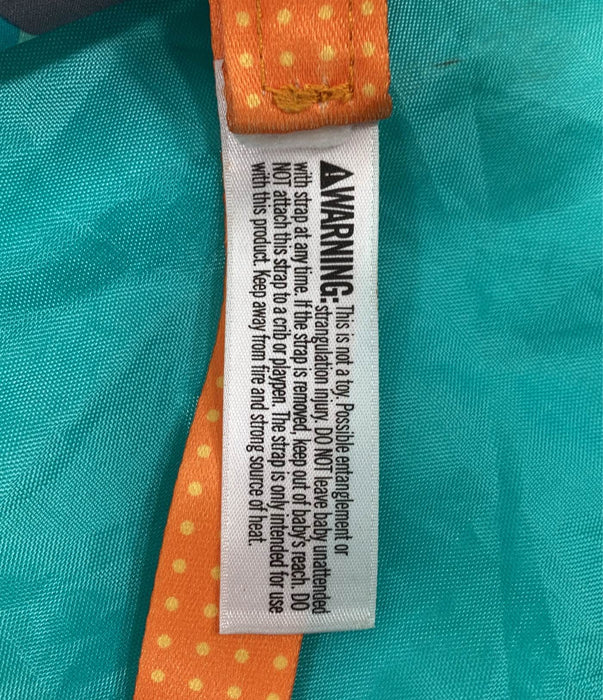 ⚠WARNING: This is not a toy. Possible entanglement or
strangulation injury. DO NOT leave baby unattended
with strap at any time. If the strap is removed, keep out of baby's reach. DO
NOT attach this strap to a crib or playpen. The strap is only intended for use
with this product. Keep away from fire and strong source of heat.